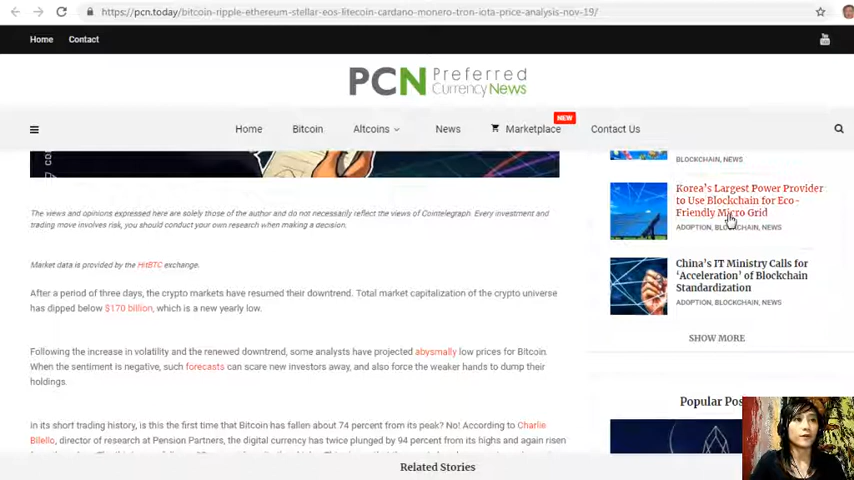 https://pcn.today/bitcoin-ripple-ethereum-stellar-eos-litecoin-cardano-monero-tron-iota-price-analysis-nov-19/
Home Contact
PCN Preferred Currency News
NEW
Home Bitcoin Altcoins News Marketplace Contact Us
BLOCKCHAIN, NEWS
Korea's Largest Power Provider
to Use Blockchain for Eco-
Friendly Micro Grid
ADOPTION, BLOCKCHAIN, NEWS
China's IT Ministry Calls for
'Acceleration' of Blockchain
Standardization
ADOPTION, BLOCKCHAIN, NEWS
SHOW MORE
The views and opinions expressed here are solely those of the author and do not necessarily reflect the views of Cointelegraph. Every investment and
trading move involves risk, you should conduct your own research when making a decision.
Market data is provided by the HitBTC exchange.
After a period of three days, the crypto markets have resumed their downtrend. Total market capitalization of the crypto universe
has dipped below $170 billion, which is a new yearly low.
Following the increase in volatility and the renewed downtrend, some analysts have projected abysmally low prices for Bitcoin.
When the sentiment is negative, such forecasts can scare new investors away, and also force the weaker hands to dump their
holdings.
In its short trading history, is this the first time that Bitcoin has fallen about 74 percent from its peak? No! According to Charlie
Bilello, director of research at Pension Partners, the digital currency has twice plunged by 94 percent from its highs and again risen
Popular Pos
Related Stories